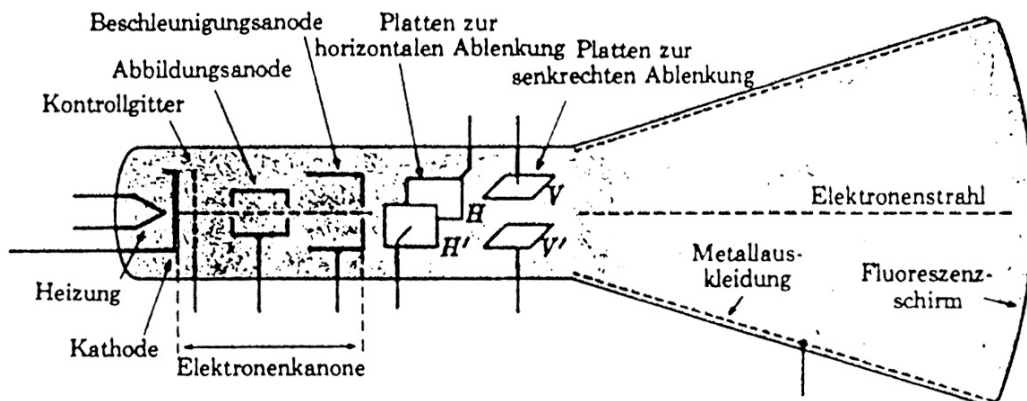 Beschleunigungsanode
Platten zur
horizontalen Ablenkung
Platten zur
senkrechten Ablenkung
Abbildungsanode
Kontrollgitter
H
H'
V
V'
Elektronenstrahl
Metallaus-
kleidung
Fluoreszenz-
schirm
Heizung
Kathode
Elektronenkanone